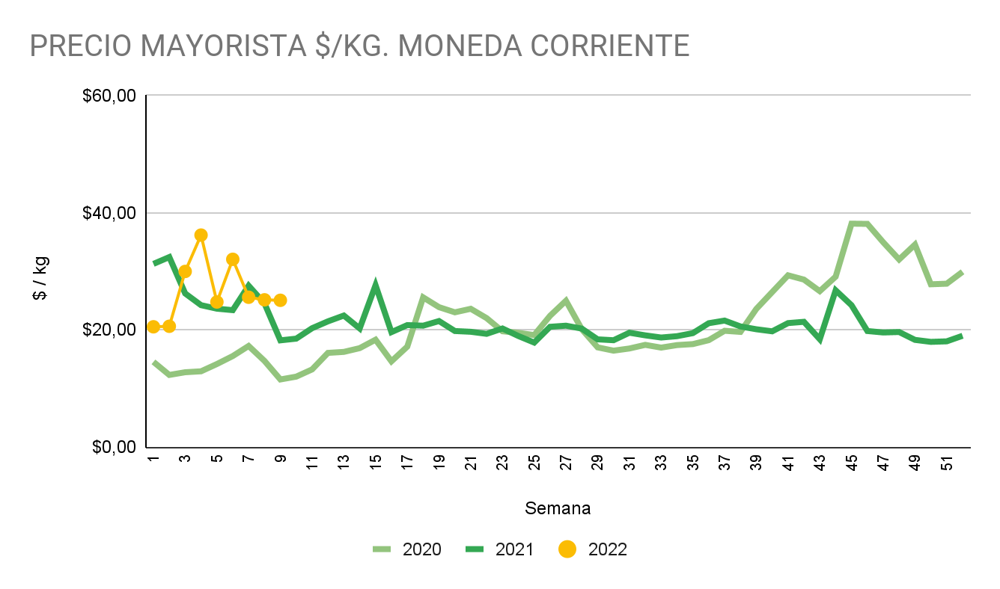 PRECIO MAYORISTA $/KG. MONEDA CORRIENTE
$60,00
$40,00
$20,00
$0,00
$ / kg
1 3 5 7 9 11 13 15 17 19 21 23 25 27 29 31 33 35 37 39 41 43 45 47 49 51
Semana
2020 2021 2022